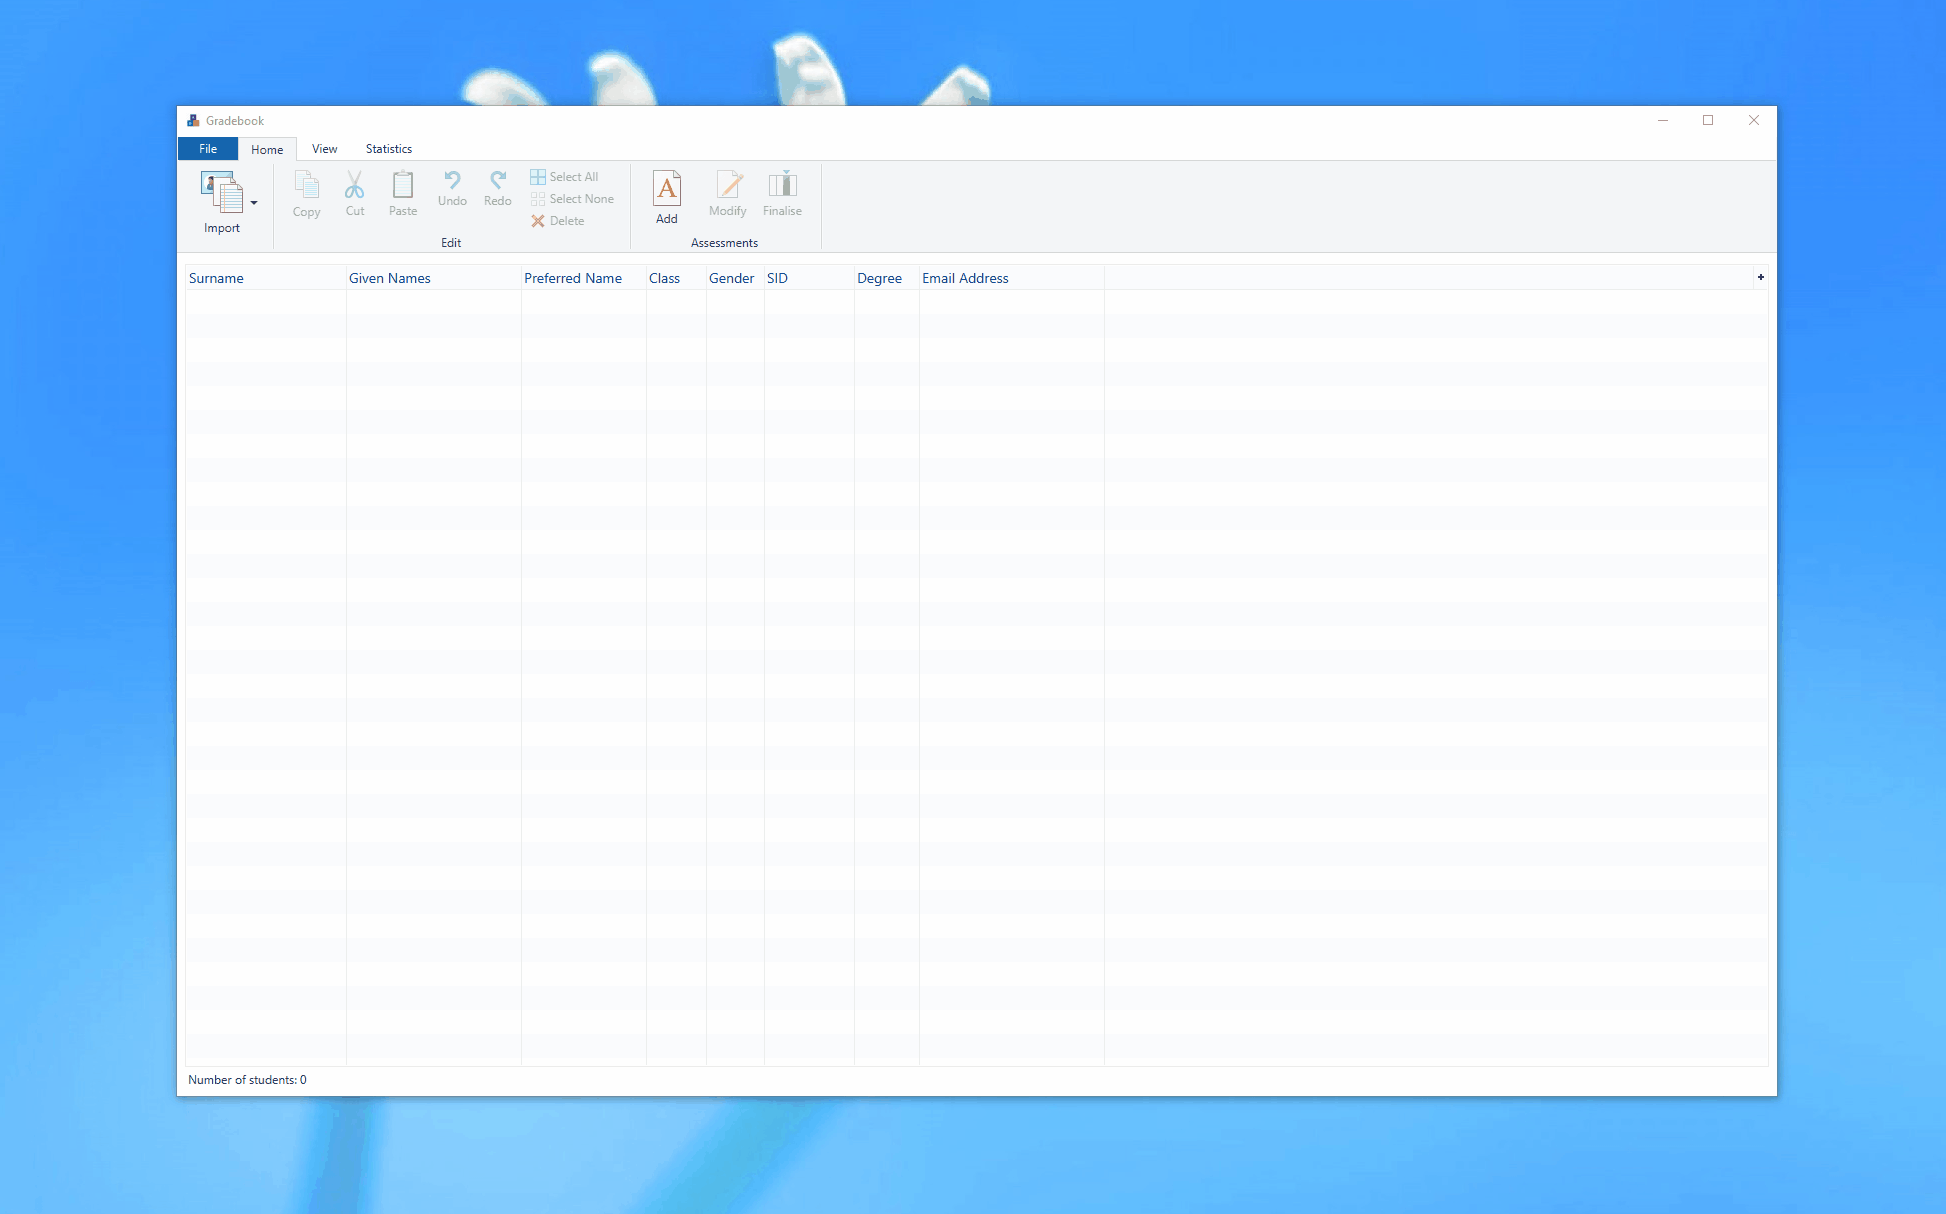 Gradebook
File Home View Statistics
Import
Copy Cut Paste Undo Redo
Select All
Select None
Delete
Edit
A
Add Modify Finalise
Assessments
Surname Given Names Preferred Name Class Gender SID Degree Email Address +
Number of students: 0